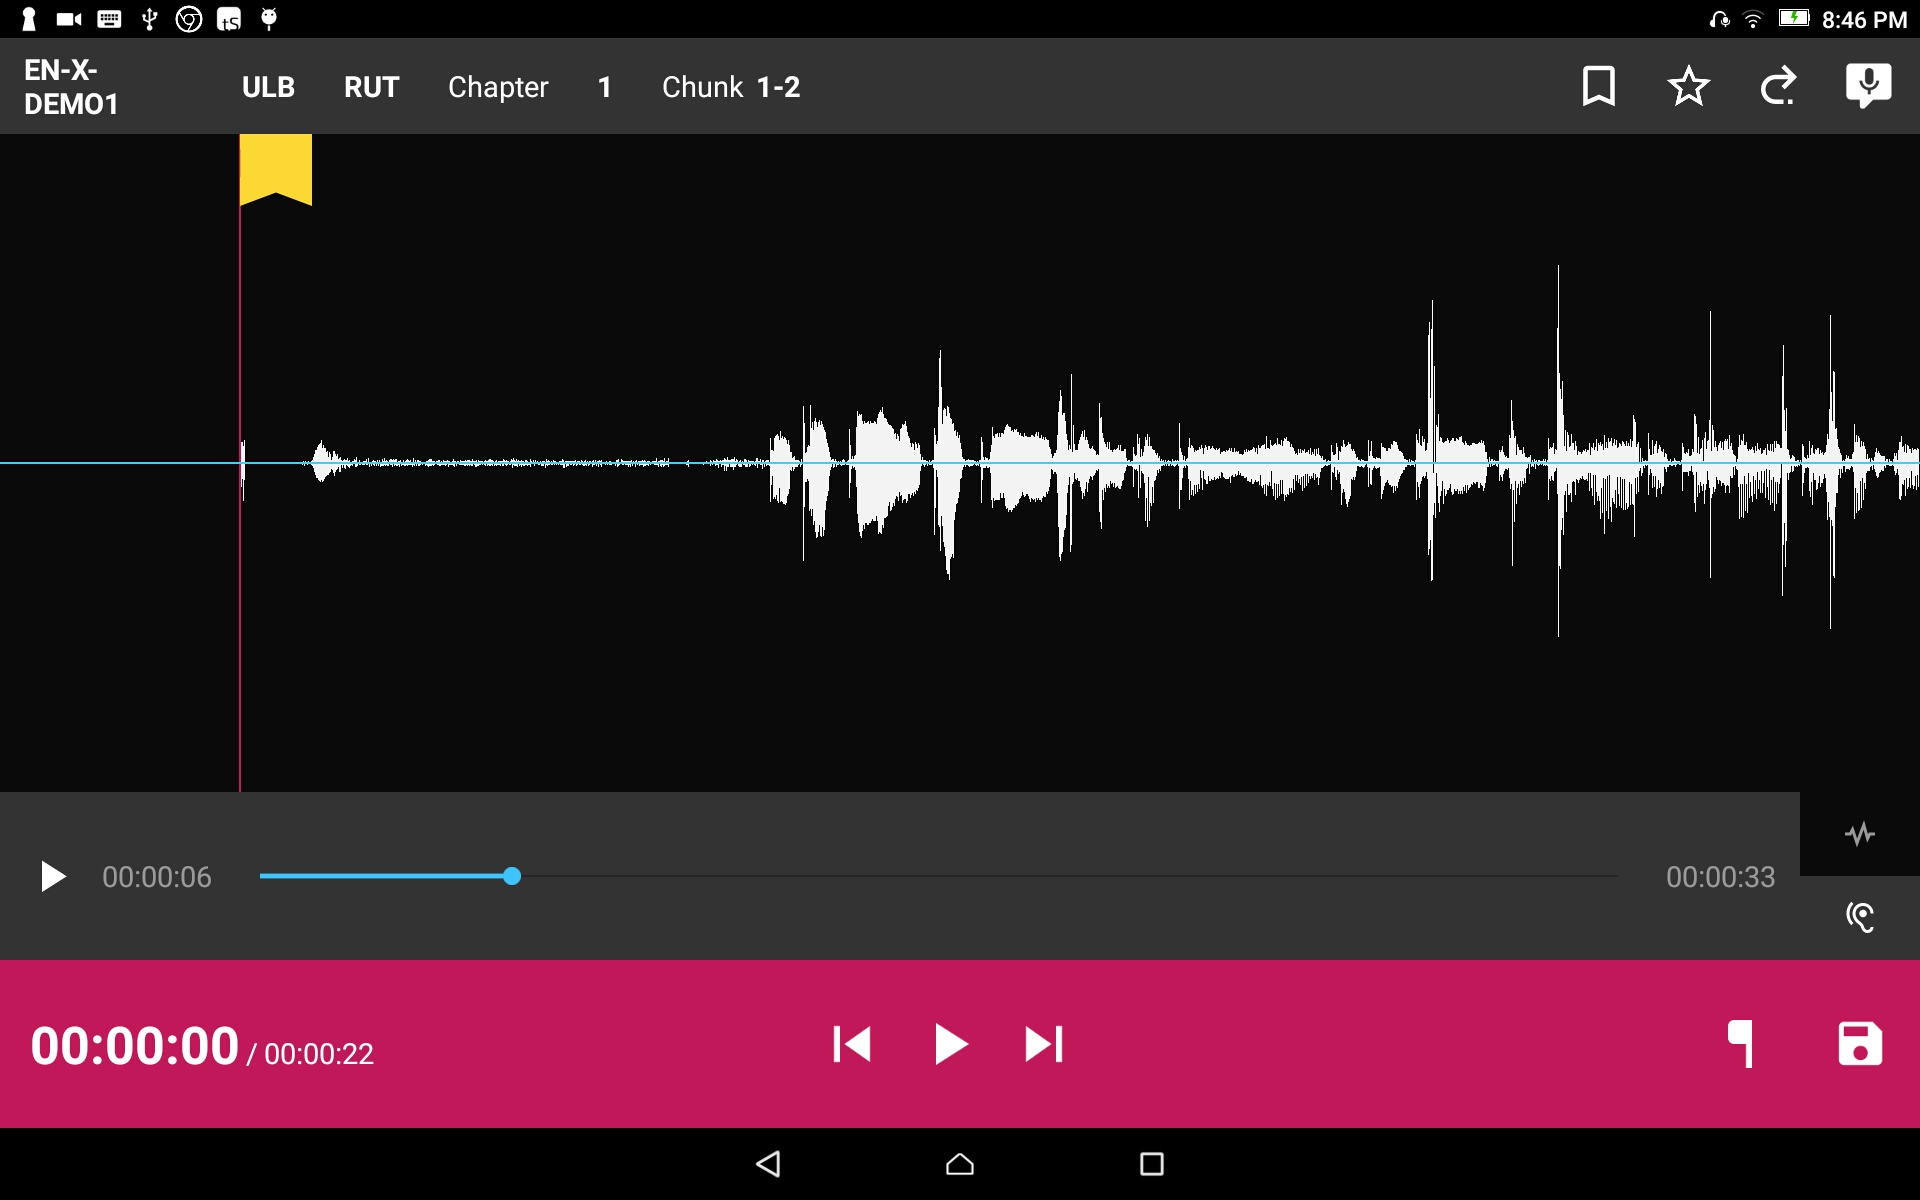 tS 8:46 PM
EN-X-
DEMO1 ULB RUT Chapter 1 Chunk 1-2
00:00:06 00:00:33
00:00:00 / 00:00:22